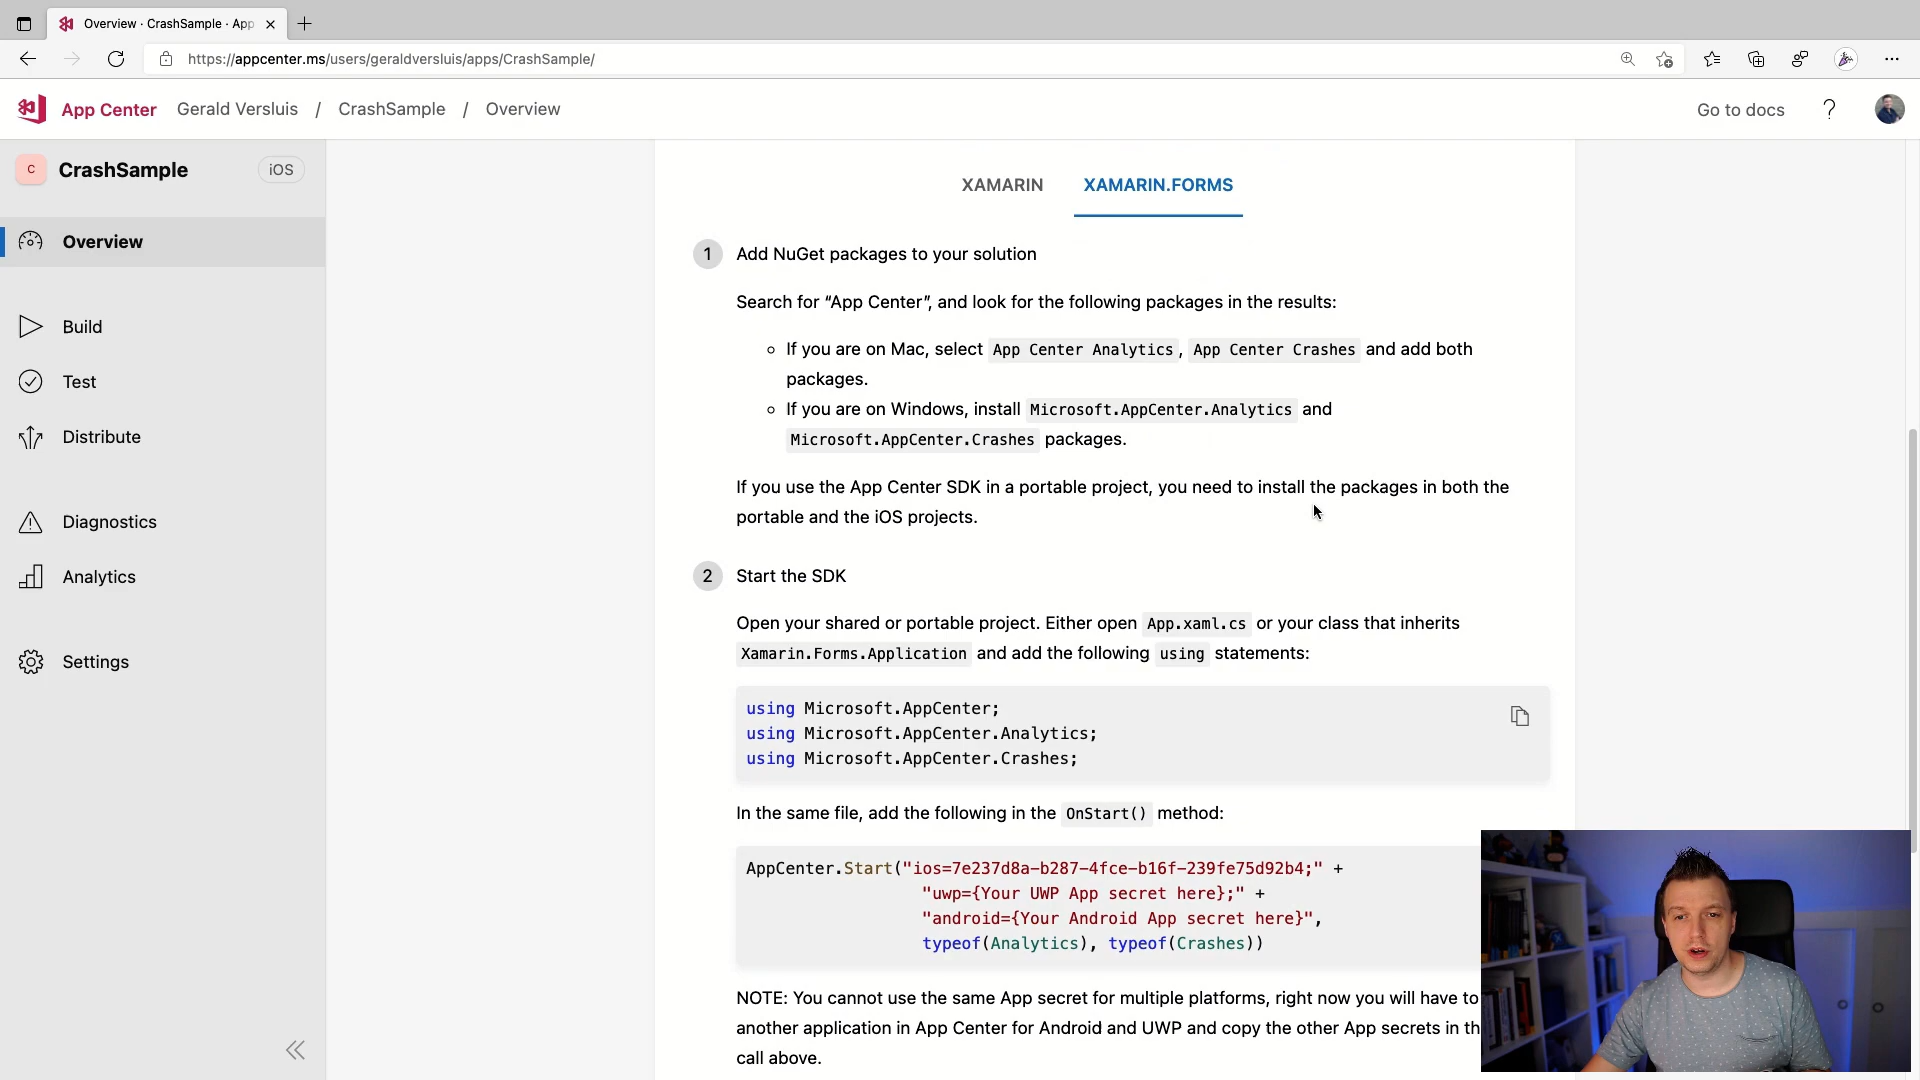 Overview · CrashSample · App
https://appcenter.ms/users/geraldversluis/apps/CrashSample/
App Center Gerald Versluis / CrashSample / Overview
Go to docs ?
C CrashSample iOS
Overview
Build
Test
Distribute
Diagnostics
Analytics
Settings
XAMARIN XAMARIN.FORMS
1 Add NuGet packages to your solution
Search for “App Center”, and look for the following packages in the results:
If you are on Mac, select App Center Analytics, App Center Crashes and add both
packages.
If you are on Windows, install Microsoft.AppCenter.Analytics and
Microsoft.AppCenter.Crashes packages.
If you use the App Center SDK in a portable project, you need to install the packages in both the
portable and the iOS projects.
2 Start the SDK
Open your shared or portable project. Either open App.xaml.cs or your class that inherits
Xamarin.Forms.Application and add the following using statements:
using Microsoft.AppCenter;
using Microsoft.AppCenter.Analytics;
using Microsoft.AppCenter.Crashes;
In the same file, add the following in the OnStart() method:
AppCenter.Start("ios=7e237d8a-b287-4fce-b16f-239fe75d92b4;" +
"uwp={Your UWP App secret here};" +
"android={Your Android App secret here}",
typeof(Analytics), typeof(Crashes))
NOTE: You cannot use the same App secret for multiple platforms, right now you will have to
another application in App Center for Android and UWP and copy the other App secrets in th
call above.